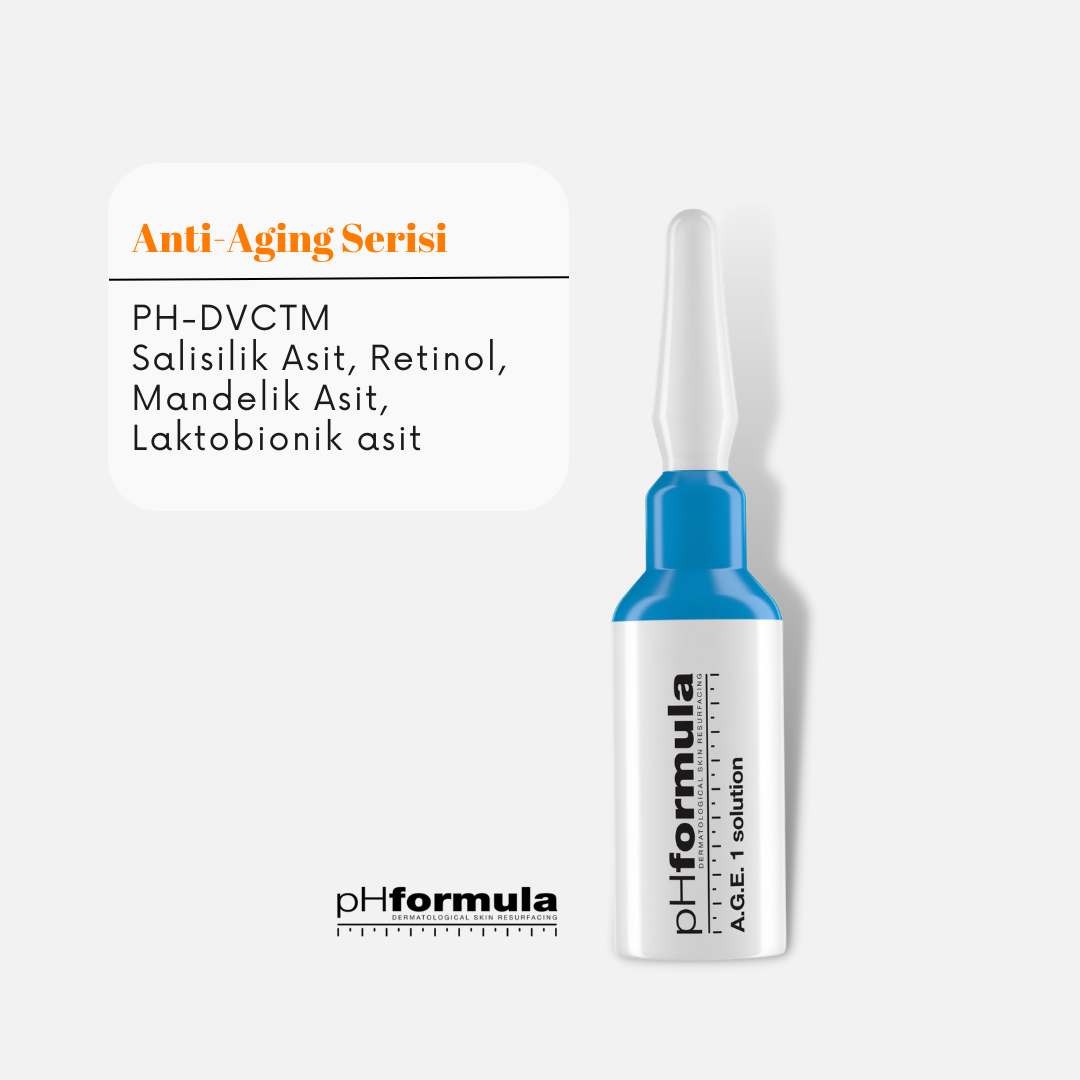 Anti-Aging Serisi
PH-DVCTM
Salisilik Asit, Retinol,
Mandelik Asit,
Laktobionik asit
pHformula
DERMATOLOGICAL SKIN RESURFACING
A.G.E. 1 solution
pHformula
DERMATOLOGICAL SKIN RESURFACING